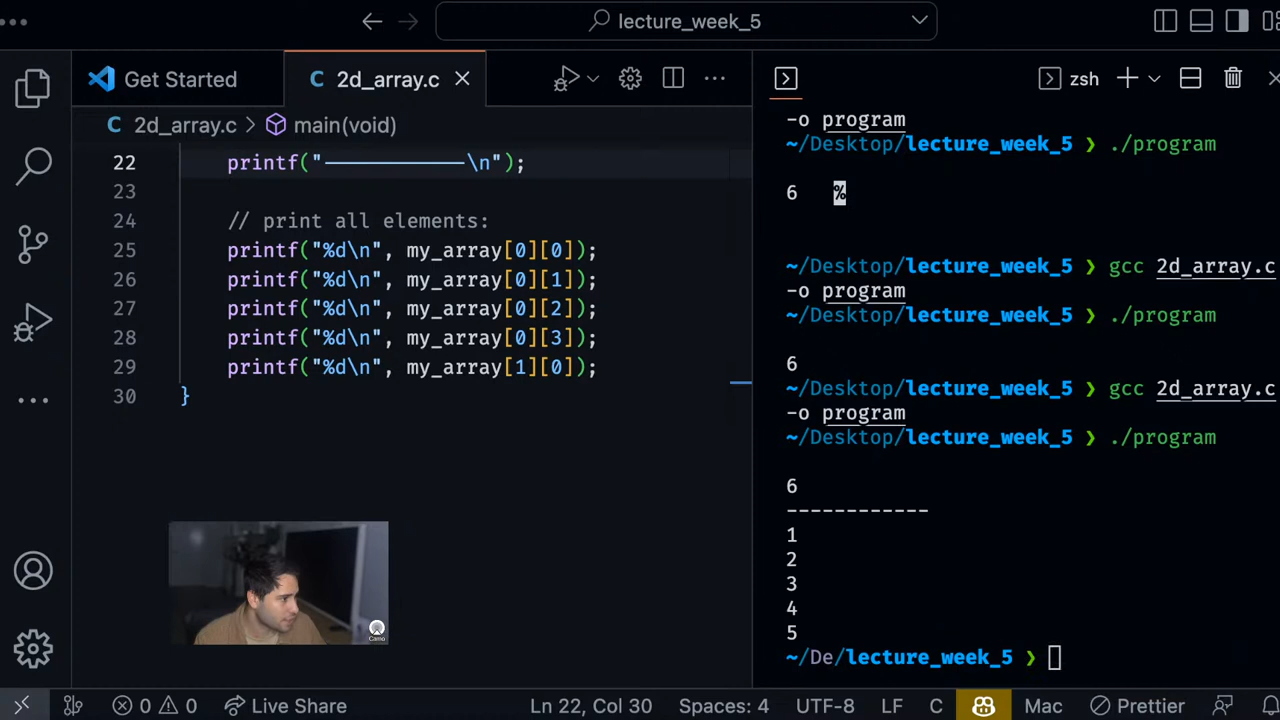 lecture_week_5
Get Started
C 2d_array.c
zsh
C 2d_array.c > main(void)
22 printf("------------\n");
23
24 // print all elements:
25 printf("%d\n", my_array[0][0]);
26 printf("%d\n", my_array[0][1]);
27 printf("%d\n", my_array[0][2]);
28 printf("%d\n", my_array[0][3]);
29 printf("%d\n", my_array[1][0]);
30 }
-o program
~/Desktop/lecture_week_5 ❯ ./program
6 %
~/Desktop/lecture_week_5 ❯ gcc 2d_array.c
-o program
~/Desktop/lecture_week_5 ❯ ./program
6
~/Desktop/lecture_week_5 ❯ gcc 2d_array.c
-o program
~/Desktop/lecture_week_5 ❯ ./program
6
------------
1
2
3
4
5
~/De/lecture_week_5 ❯
Camo
0 0 Live Share Ln 22, Col 30 Spaces: 4 UTF-8 LF C Mac Prettier